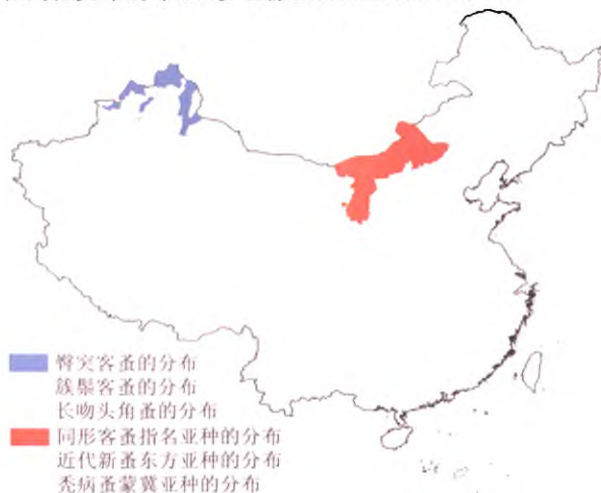 臀突客蚤的分布
簇鬃客蚤的分布
长吻头角蚤的分布
同形客蚤指名亚种的分布
近代新蚤东方亚种的分布
秃病蚤蒙冀亚种的分布